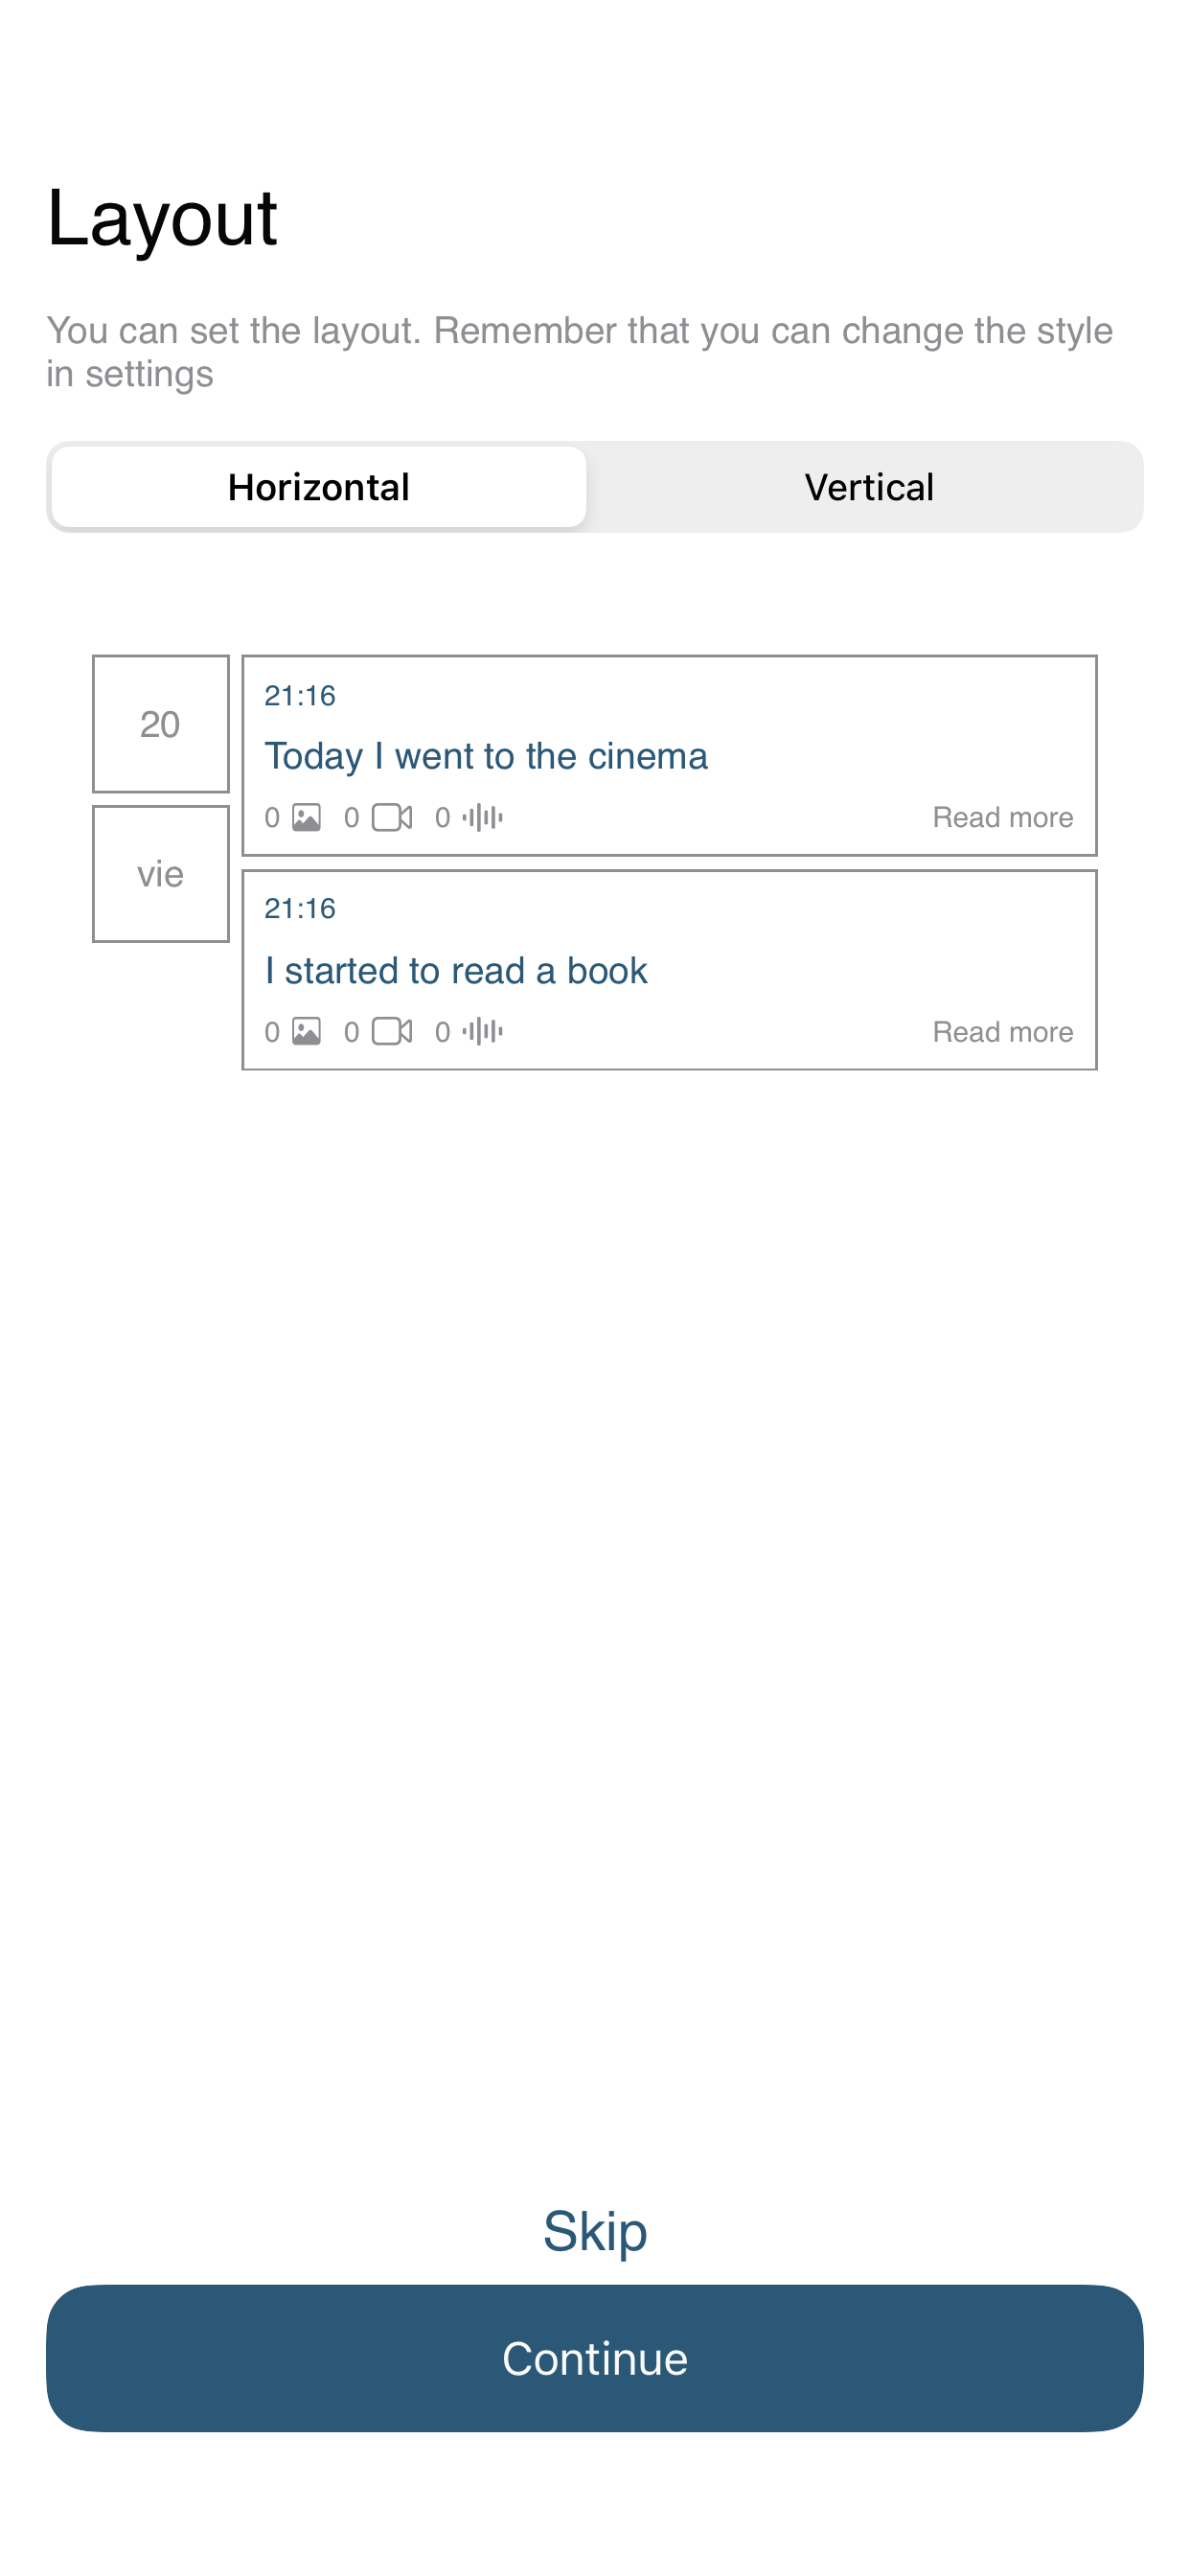 Layout
You can set the layout. Remember that you can change the style
in settings
Horizontal
Vertical
20
vie
21:16
Today I went to the cinema
0 0 0 Read more
21:16
I started to read a book
0 0 0 Read more
Skip
Continue